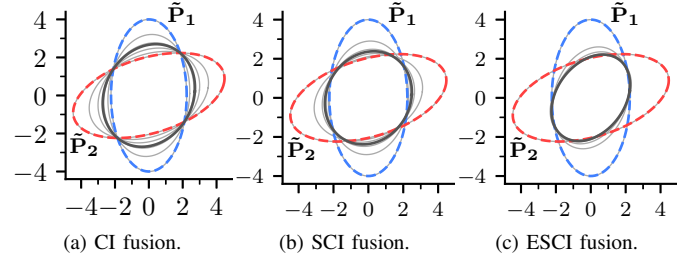 4
2
0
−2
−4
−4 −2 0 2 4
P̃₁
P̃₂
(a) CI fusion.
4
2
0
−2
−4
−4 −2 0 2 4
P̃₁
P̃₂
(b) SCI fusion.
4
2
0
−2
−4
−4 −2 0 2 4
P̃₁
P̃₂
(c) ESCI fusion.